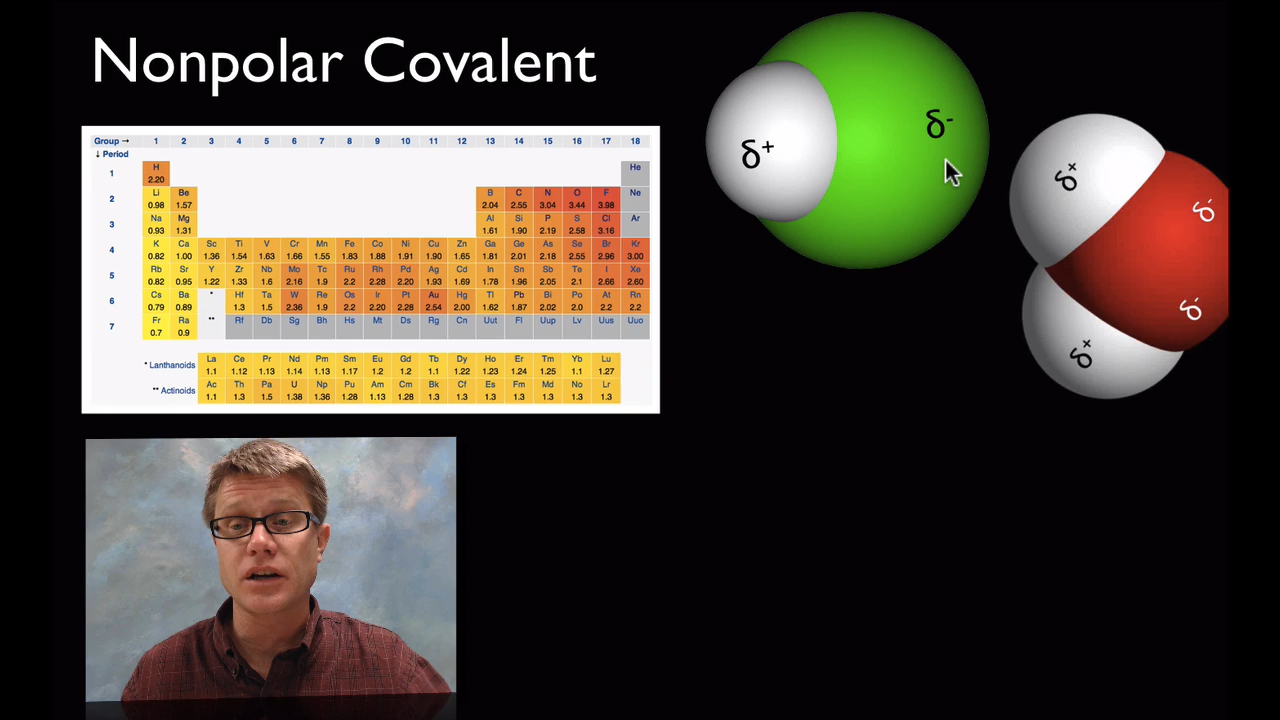 Nonpolar Covalent
Group → 1 2 3 4 5 6 7 8 9 10 11 12 13 14 15 16 17 18
↓ Period
1 H He
2.20
2 Li Be B C N O F Ne
0.98 1.57 2.04 2.55 3.04 3.44 3.98
3 Na Mg Al Si P S Cl Ar
0.93 1.31 1.61 1.90 2.19 2.58 3.16
4 K Ca Sc Ti V Cr Mn Fe Co Ni Cu Zn Ga Ge As Se Br Kr
0.82 1.00 1.36 1.54 1.63 1.66 1.55 1.83 1.88 1.91 1.90 1.65 1.81 2.01 2.18 2.55 2.96 3.00
5 Rb Sr Y Zr Nb Mo Tc Ru Rh Pd Ag Cd In Sn Sb Te I Xe
0.82 0.95 1.22 1.33 1.6 2.16 1.9 2.2 2.28 2.20 1.93 1.69 1.78 1.96 2.05 2.1 2.66 2.60
6 Cs Ba * Hf Ta W Re Os Ir Pt Au Hg Tl Pb Bi Po At Rn
0.79 0.89 1.3 1.5 2.36 1.9 2.2 2.20 2.28 2.54 2.00 1.62 1.87 2.02 2.0 2.2 2.2
7 Fr Ra ** Rf Db Sg Bh Hs Mt Ds Rg Cn Uut Fl Uup Lv Uus Uuo
0.7 0.9
* Lanthanoids La Ce Pr Nd Pm Sm Eu Gd Tb Dy Ho Er Tm Yb Lu
1.1 1.12 1.13 1.14 1.13 1.17 1.2 1.2 1.1 1.22 1.23 1.24 1.25 1.1 1.27
** Actinoids Ac Th Pa U Np Pu Am Cm Bk Cf Es Fm Md No Lr
1.1 1.3 1.5 1.38 1.36 1.28 1.13 1.28 1.3 1.3 1.3 1.3 1.3 1.3 1.3
δ+
δ-
δ+
δ-
δ-
δ+